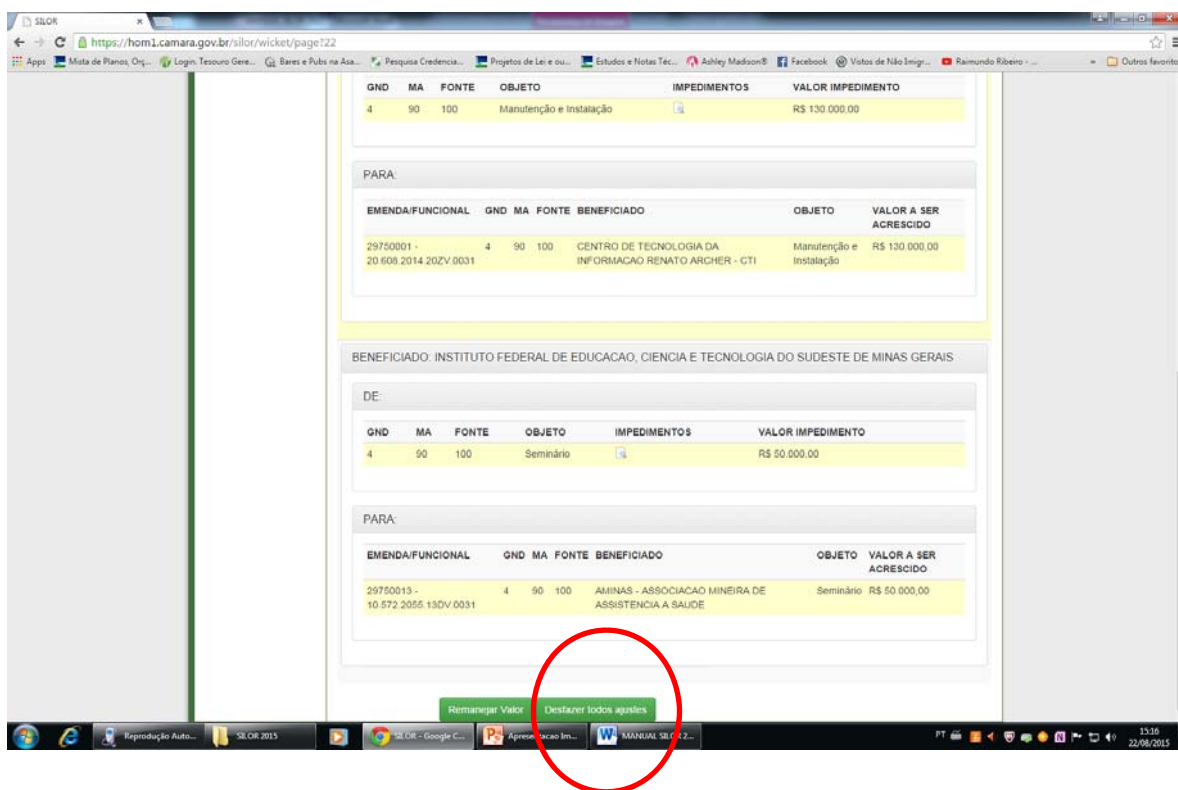 SILOR
https://hom1.camara.gov.br/silor/wicket/page?22
Apps Mista de Planos, Orç... Login. Tesouro Gere... Bares e Pubs na Asa... Pesquisa Credencia... Projetos de Lei e ou... Estudos e Notas Téc... Ashley Madison® Facebook Vistos de Não Imigr... Raimundo Ribeiro - ... Outros favorito
GND MA FONTE OBJETO IMPEDIMENTOS VALOR IMPEDIMENTO
4 90 100 Manutenção e Instalação R$ 130.000,00
PARA:
EMENDA/FUNCIONAL GND MA FONTE BENEFICIADO OBJETO VALOR A SER
ACRESCIDO
29750001 - 4 90 100 CENTRO DE TECNOLOGIA DA Manutenção e R$ 130.000,00
20.608.2014.20ZV.0031 INFORMACAO RENATO ARCHER - CTI Instalação
BENEFICIADO: INSTITUTO FEDERAL DE EDUCACAO, CIENCIA E TECNOLOGIA DO SUDESTE DE MINAS GERAIS
DE:
GND MA FONTE OBJETO IMPEDIMENTOS VALOR IMPEDIMENTO
4 90 100 Seminário R$ 50.000,00
PARA:
EMENDA/FUNCIONAL GND MA FONTE BENEFICIADO OBJETO VALOR A SER
ACRESCIDO
29750013 - 4 90 100 AMINAS - ASSOCIACAO MINEIRA DE Seminário R$ 50.000,00
10.572.2055.13DV.0031 ASSISTENCIA A SAUDE
Remanejar Valor Desfazer todos ajustes
Reprodução Auto... SILOR 2015 SILOR - Google C... Apresentacao Im... MANUAL SILOR 2... PT 15:16
22/08/2015